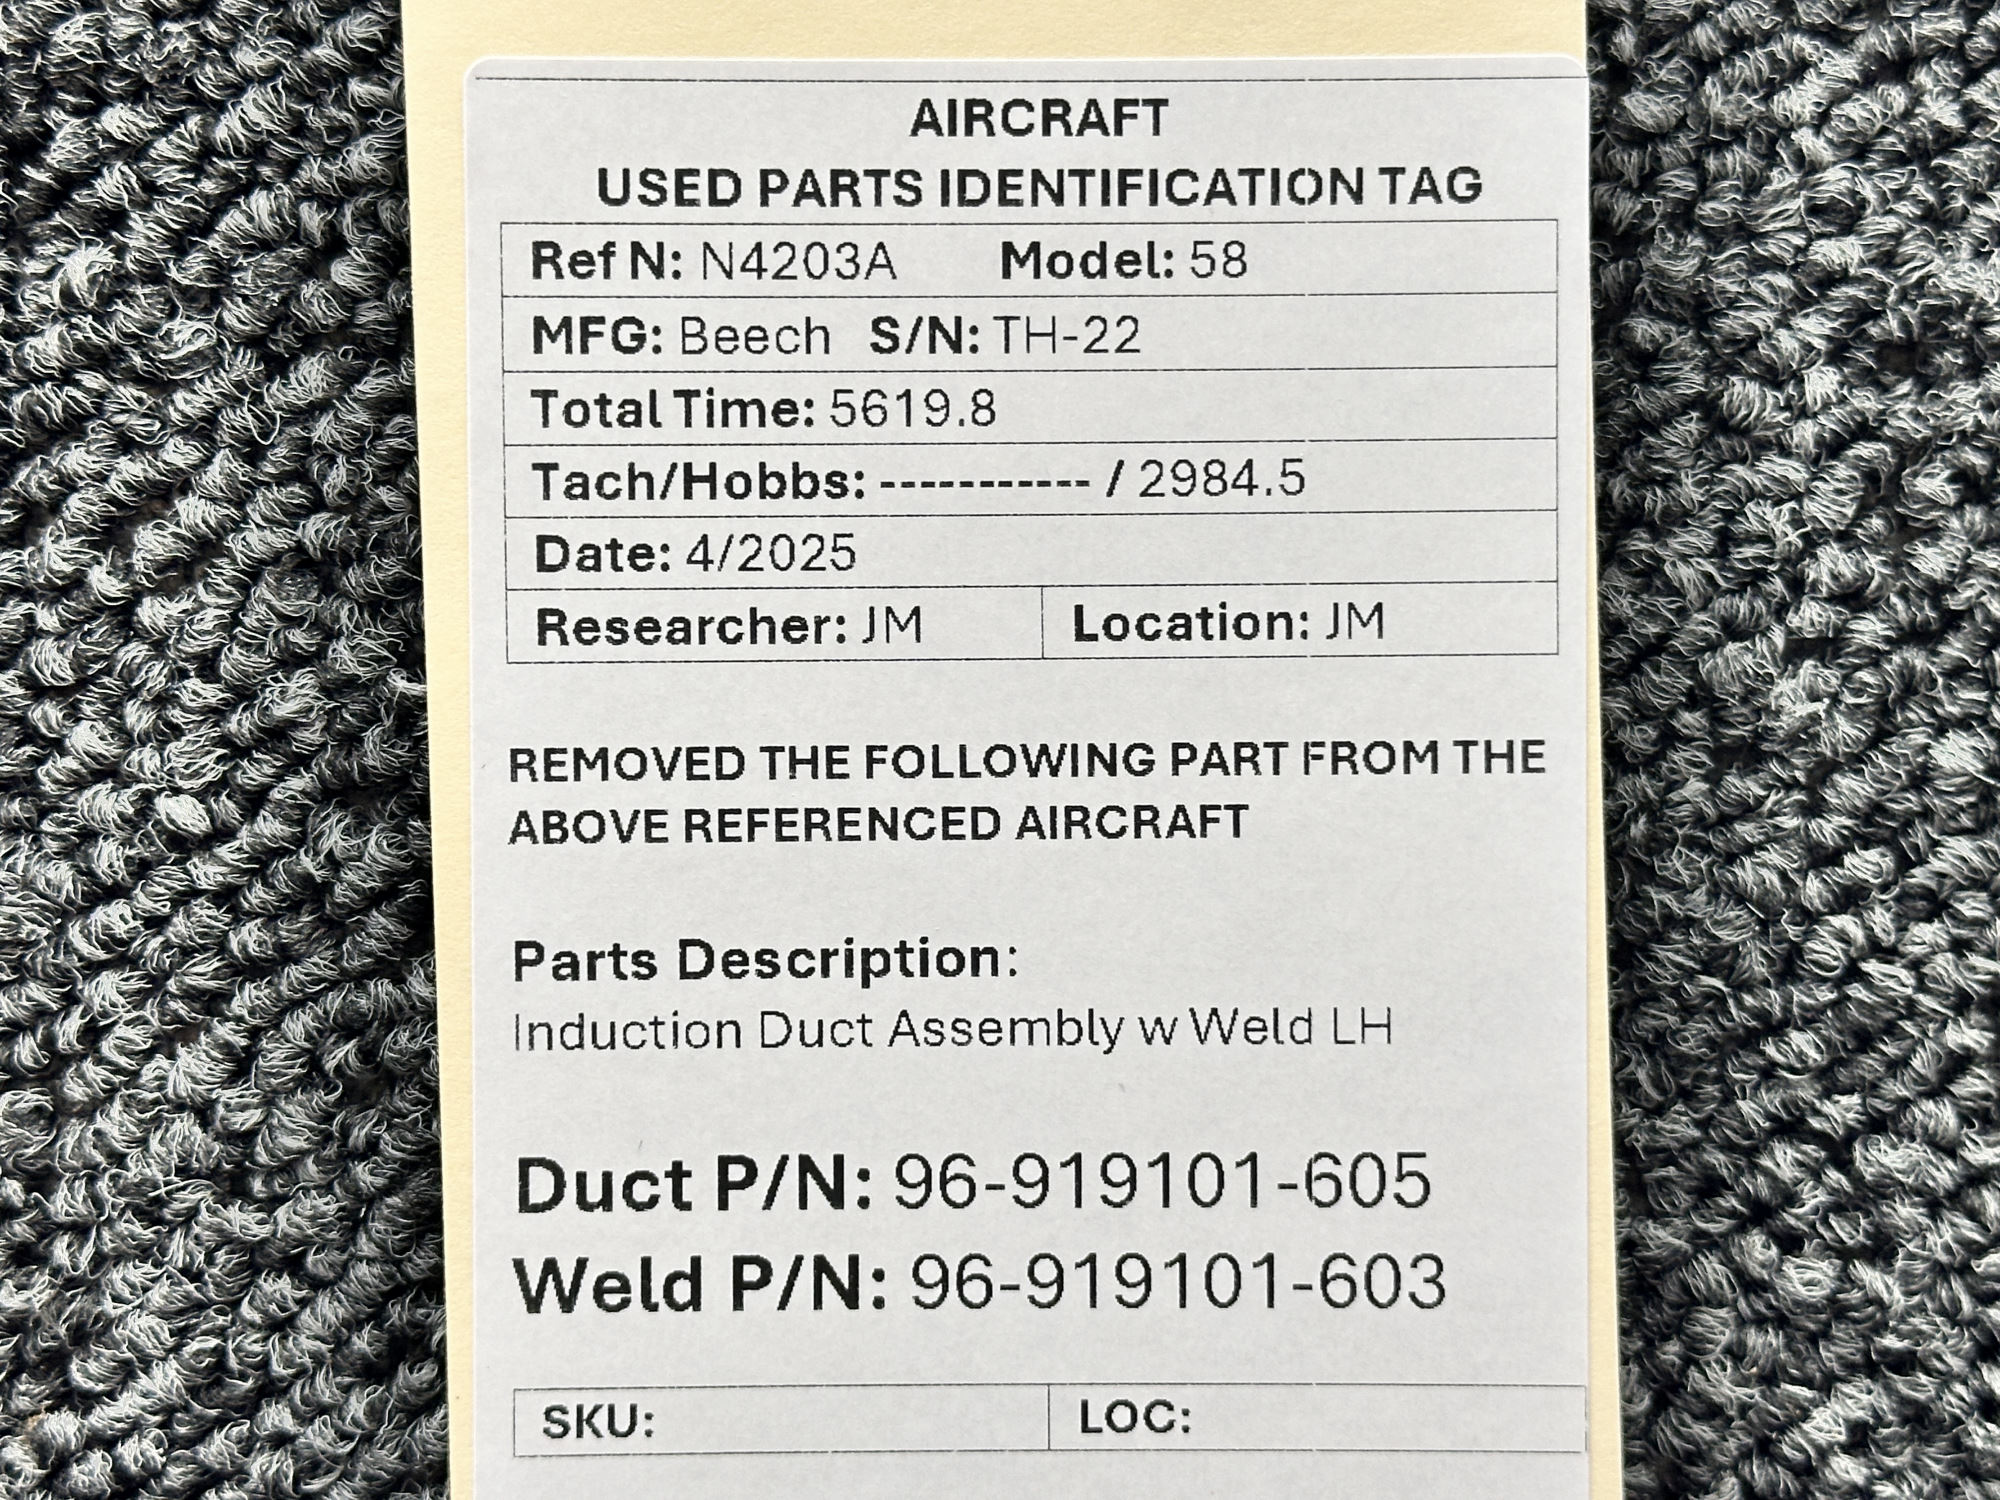 AIRCRAFT
USED PARTS IDENTIFICATION TAG
Ref N: N4203A Model: 58
MFG: Beech S/N: TH-22
Total Time: 5619.8
Tach/Hobbs: ----------- / 2984.5
Date: 4/2025
Researcher: JM Location: JM
REMOVED THE FOLLOWING PART FROM THE
ABOVE REFERENCED AIRCRAFT
Parts Description:
Induction Duct Assembly w Weld LH
Duct P/N: 96-919101-605
Weld P/N: 96-919101-603
SKU: LOC: